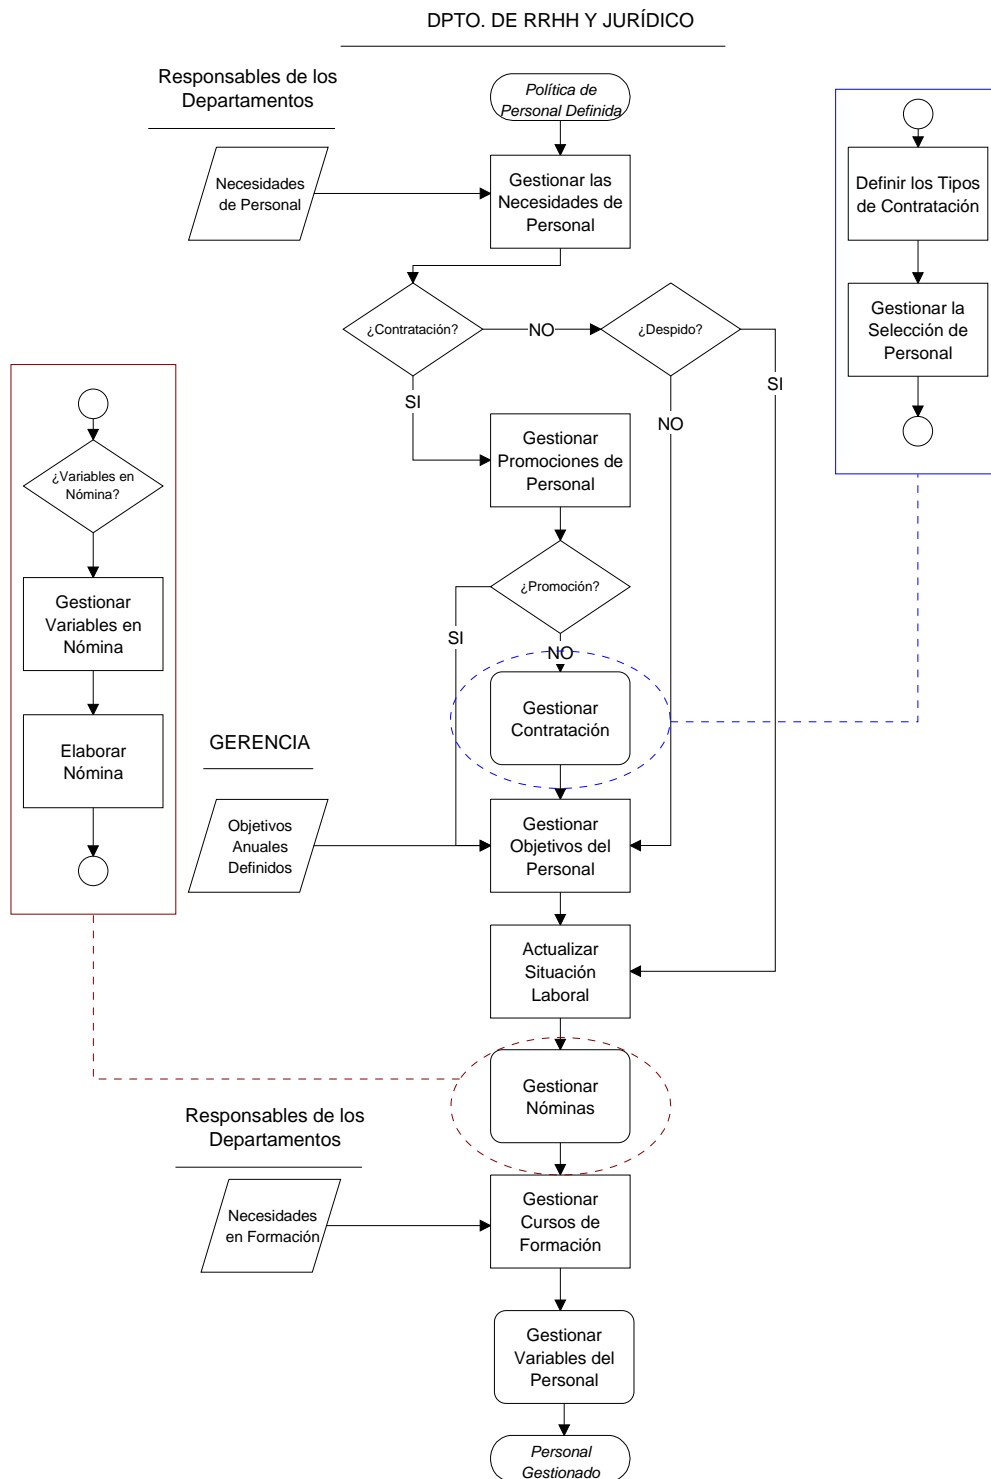 DPTO. DE RRHH Y JURÍDICO
Responsables de los
Departamentos
Política de
Personal Definida
Necesidades
de Personal
Gestionar las
Necesidades de
Personal
Definir los Tipos
de Contratación
Gestionar la
Selección de
Personal
¿Contratación?
NO
¿Despido?
SI
SI
NO
Gestionar
Promociones de
Personal
¿Variables en
Nómina?
¿Promoción?
SI
NO
Gestionar
Variables en
Nómina
Gestionar
Contratación
Elaborar
Nómina
GERENCIA
Objetivos
Anuales
Definidos
Gestionar
Objetivos del
Personal
Actualizar
Situación
Laboral
Gestionar
Nóminas
Responsables de los
Departamentos
Necesidades
en Formación
Gestionar
Cursos de
Formación
Gestionar
Variables del
Personal
Personal
Gestionado